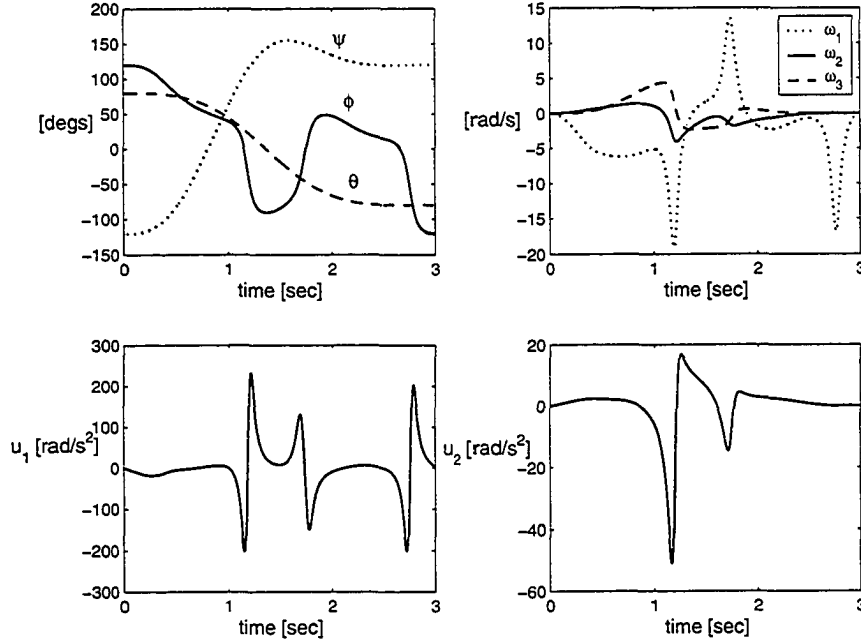 200
150
100
50
0
−50
−100
−150
[degs]
ψ
ϕ
θ
0 1 2 3
time [sec]
15
10
5
0
−5
−10
−15
−20
[rad/s]
ω1
ω2
ω3
0 1 2 3
time [sec]
300
200
100
0
−100
−200
−300
u1 [rad/s²]
0 1 2 3
time [sec]
20
0
−20
−40
−60
u2 [rad/s²]
0 1 2 3
time [sec]